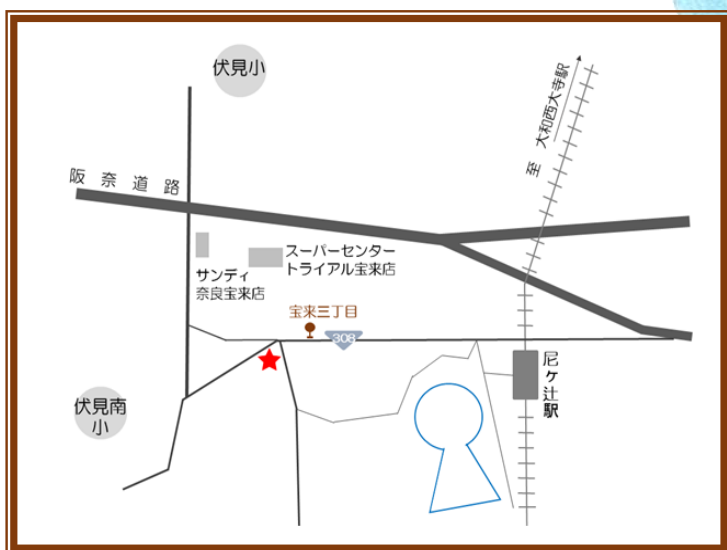 伏見小
至 大和西大寺駅
阪奈道路
スーパーセンター
トライアル宝来店
サンディ
奈良宝来店
宝来三丁目
308
尼ヶ辻駅
伏見南
小